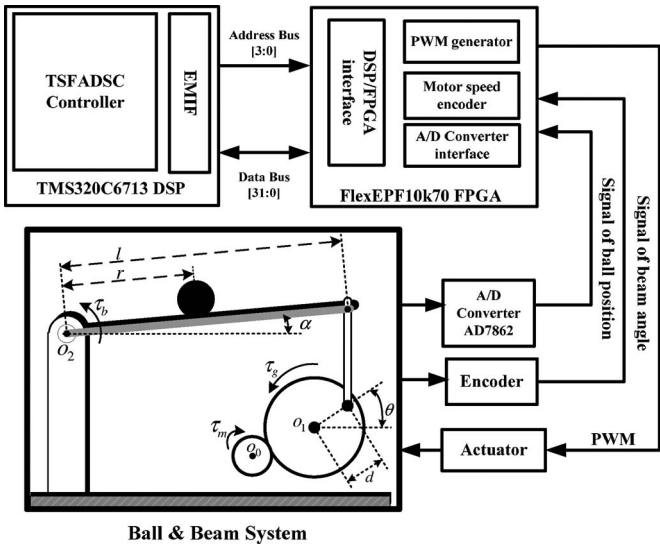 TSFADSC
Controller
EMIF
TMS320C6713 DSP
Address Bus
[3:0]
Data Bus
[31:0]
DSP/FPGA
interface
PWM generator
Motor speed
encoder
A/D Converter
interface
FlexEPF10k70 FPGA
l
r
τb
α
O2
τg
τm
o0
o1
θ
d
A/D
Converter
AD7862
Encoder
Actuator
PWM
Signal of ball
position
Signal of beam angle
Ball & Beam System